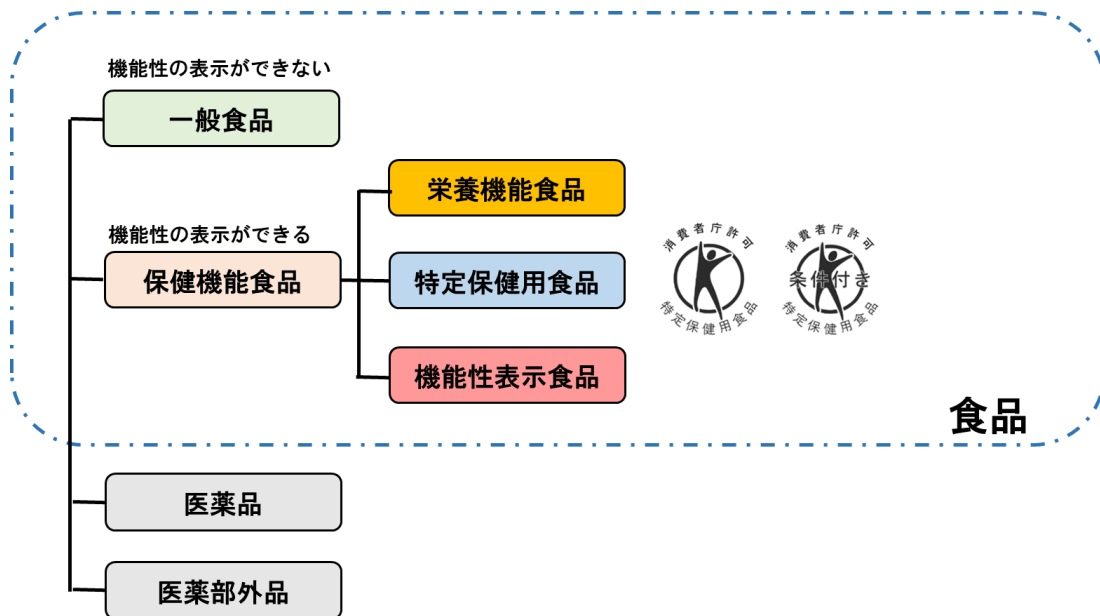 機能性の表示ができない
一般食品
栄養機能食品
機能性の表示ができる
保健機能食品
特定保健用食品
消費者庁許可
特定保健用食品
消費者庁許可
条件付き
特定保健用食品
機能性表示食品
食品
医薬品
医薬部外品